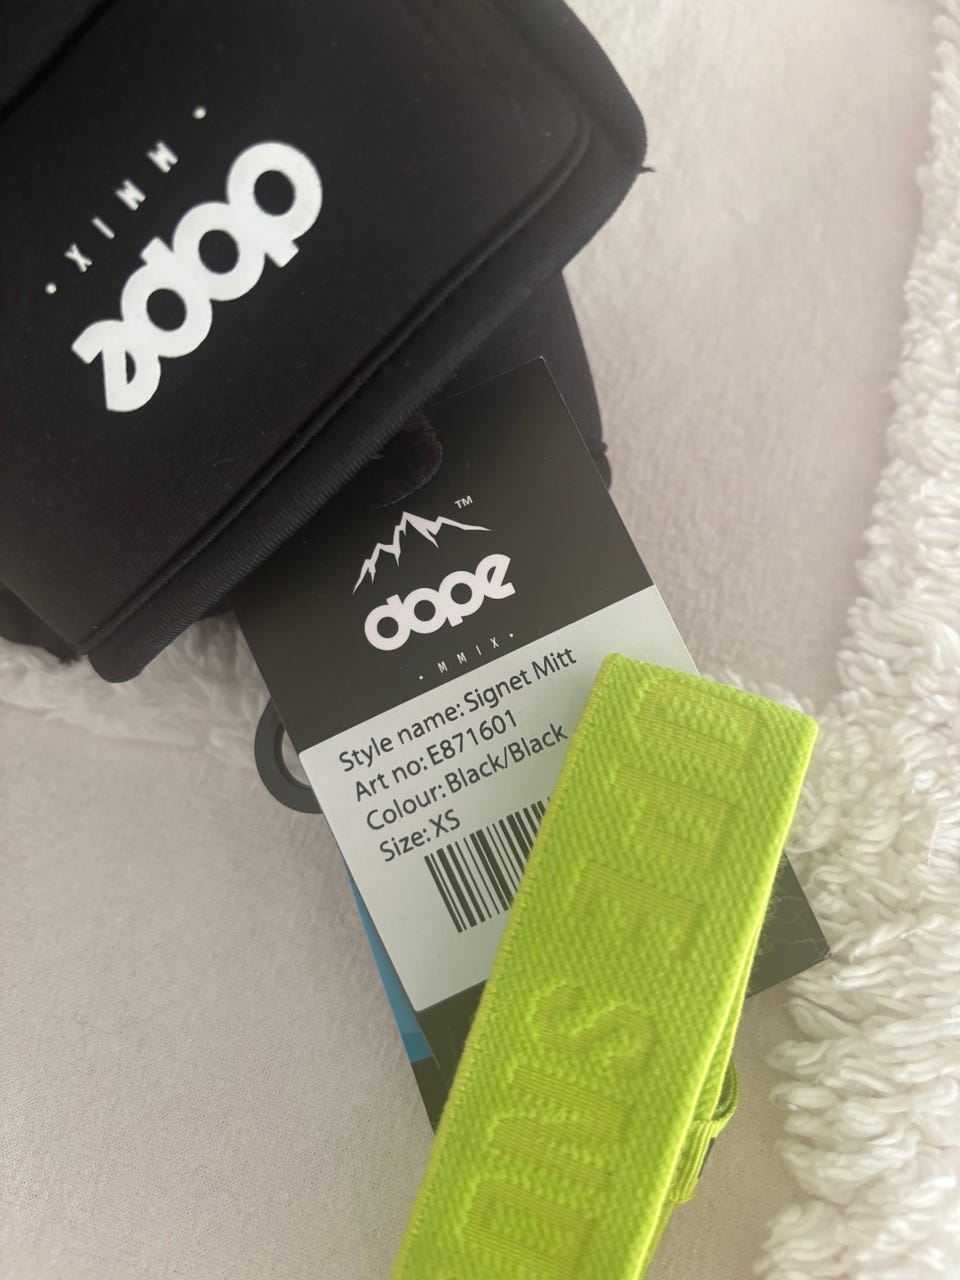 • MMIX •
dope
TM
dope
• MMIX •
Style name: Signet Mitt
Art no: E871601
Colour: Black/Black
Size: XS